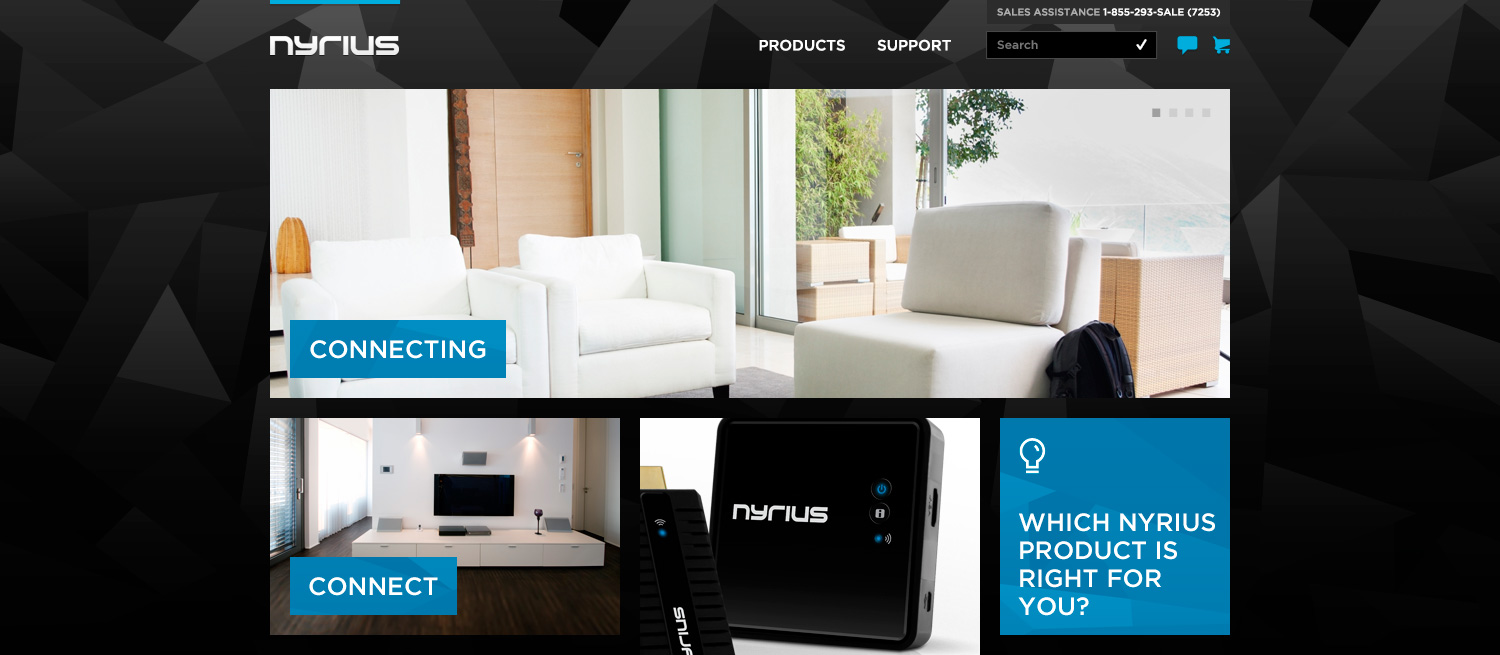 SALES ASSISTANCE 1-855-293-SALE (7253)
nyrius
PRODUCTS
SUPPORT
Search
CONNECTING
CONNECT
nyrius
nyrius
WHICH NYRIUS
PRODUCT IS
RIGHT FOR
YOU?